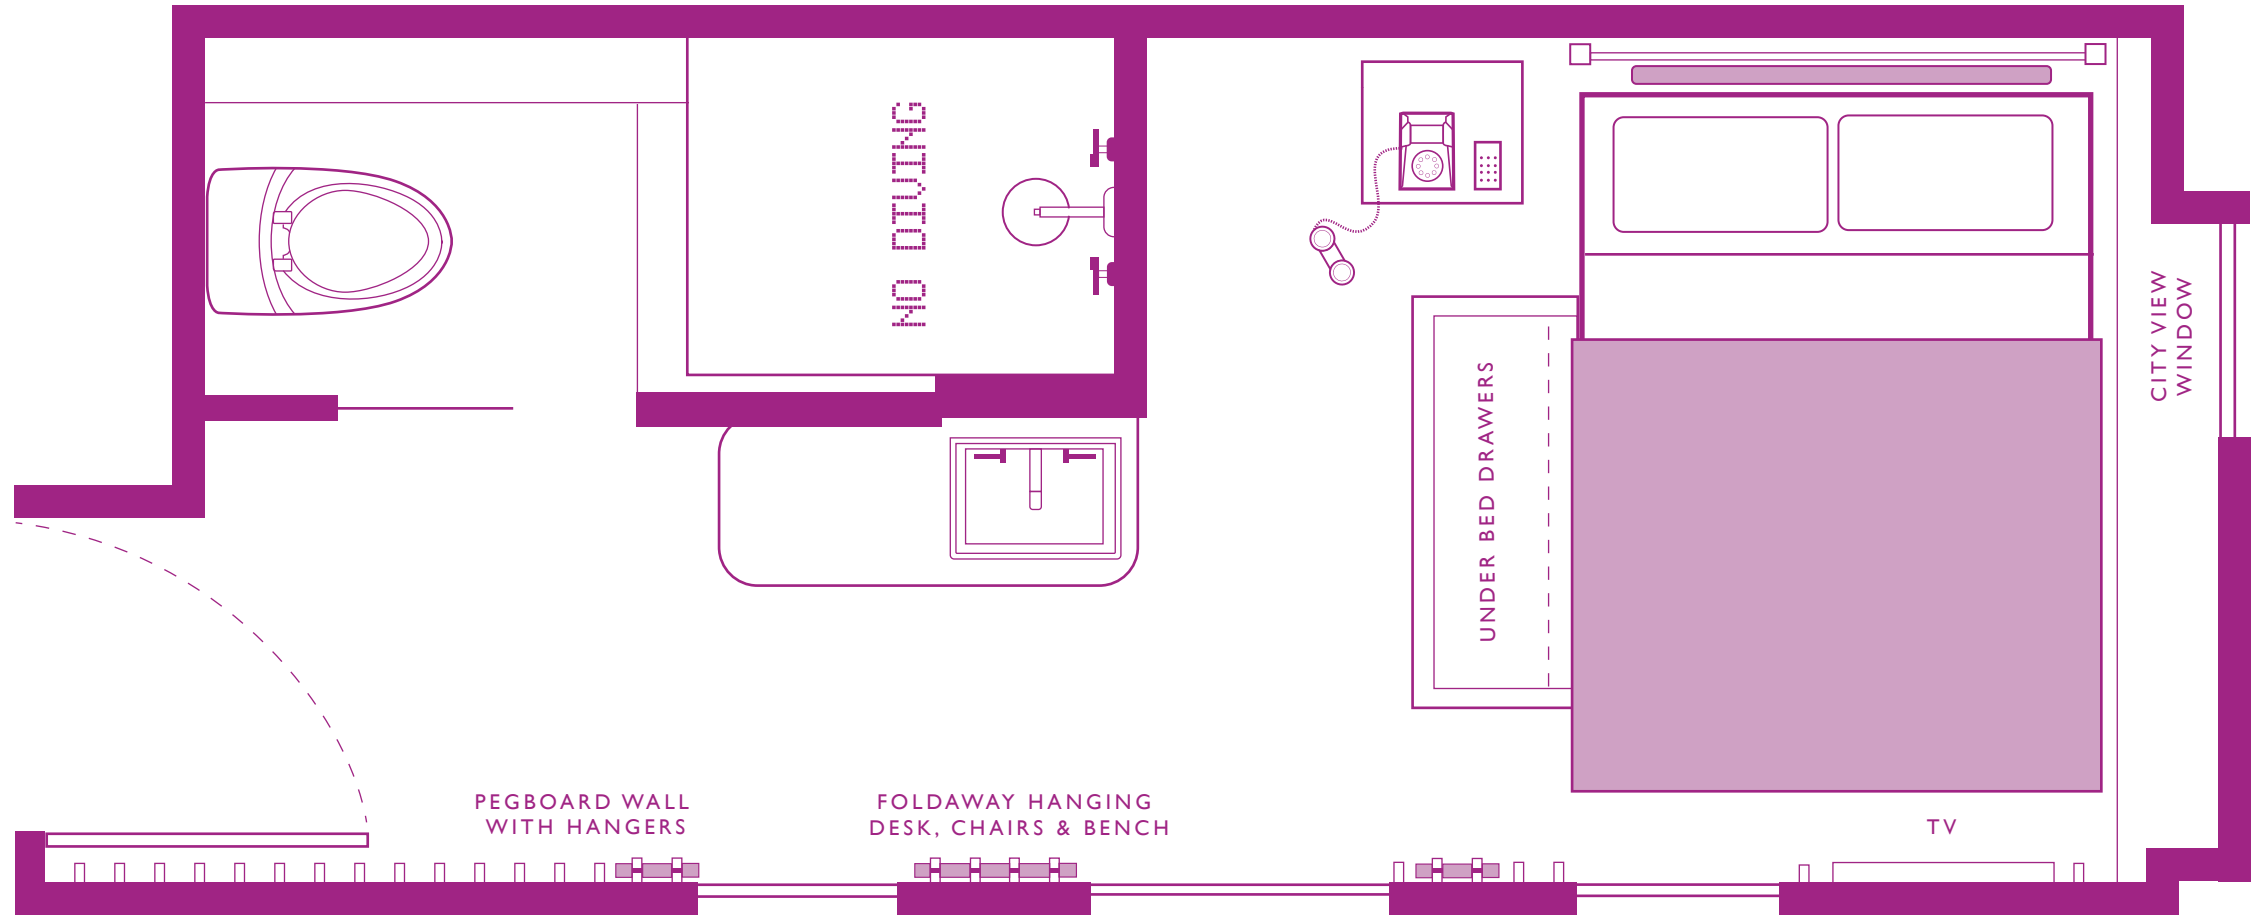 NO DIVING
CITY VIEW
WINDOW
UNDER BED DRAWERS
PEGBOARD WALL
WITH HANGERS
FOLDAWAY HANGING
DESK, CHAIRS & BENCH
TV